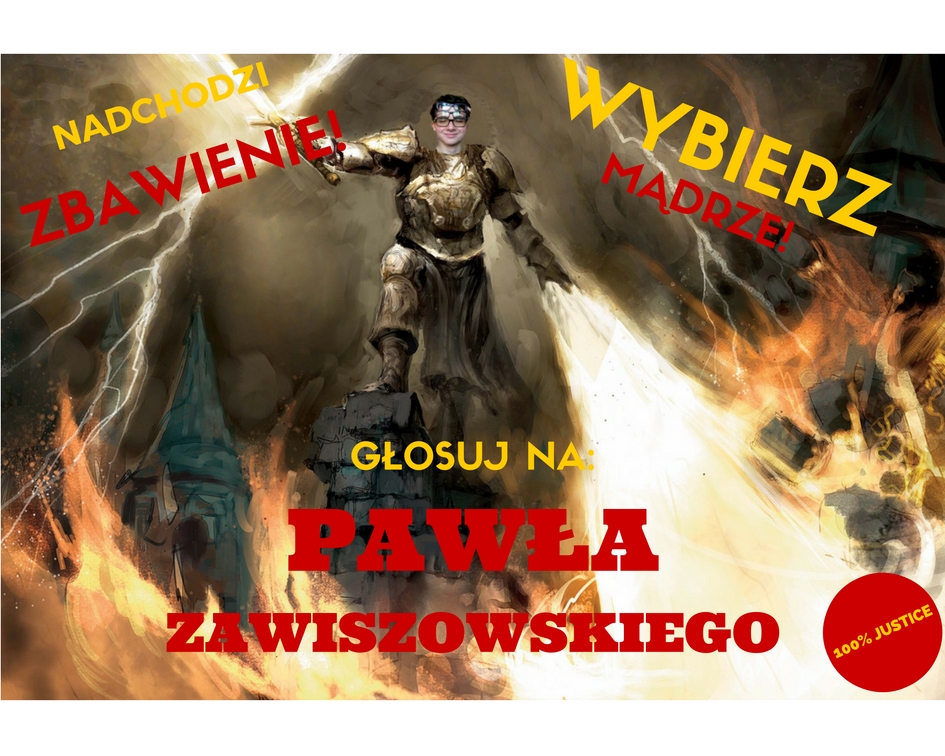 NADCHODZI
ZBAWIENIE!
WYBIERZ
MĄDRZE!
GŁOSUJ NA:
PAWŁA
ZAWISZOWSKIEGO
100% JUSTICE